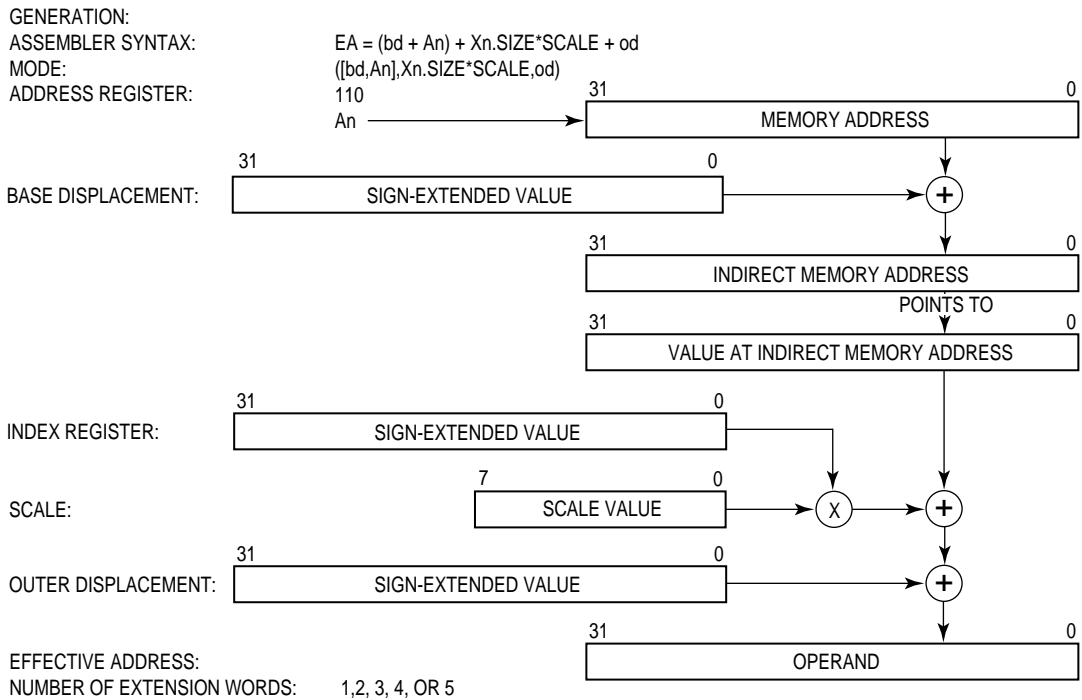 GENERATION:
ASSEMBLER SYNTAX: EA = (bd + An) + Xn.SIZE*SCALE + od
MODE: ([bd,An],Xn.SIZE*SCALE,od)
ADDRESS REGISTER: 110
31 0
An MEMORY ADDRESS
31 0
BASE DISPLACEMENT: SIGN-EXTENDED VALUE +
31 0
INDIRECT MEMORY ADDRESS
POINTS TO
31 0
VALUE AT INDIRECT MEMORY ADDRESS
31 0
INDEX REGISTER: SIGN-EXTENDED VALUE
7 0
SCALE: SCALE VALUE X +
31 0
OUTER DISPLACEMENT: SIGN-EXTENDED VALUE +
31 0
EFFECTIVE ADDRESS: OPERAND
NUMBER OF EXTENSION WORDS: 1,2, 3, 4, OR 5